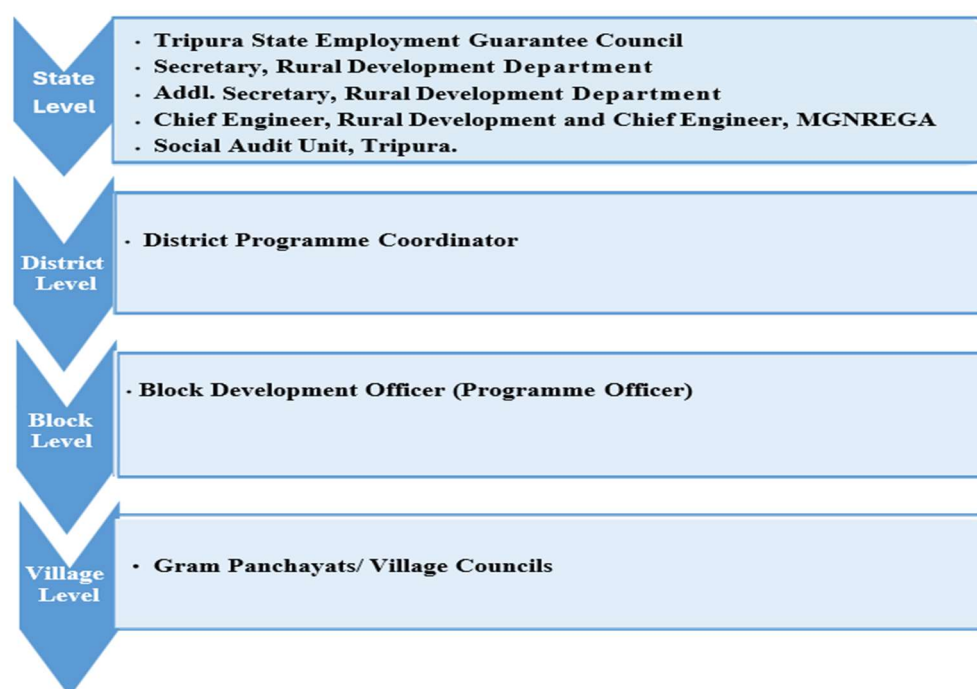 State
Level
· Tripura State Employment Guarantee Council
· Secretary, Rural Development Department
· Addl. Secretary, Rural Development Department
· Chief Engineer, Rural Development and Chief Engineer, MGNREGA
· Social Audit Unit, Tripura.
District
Level
· District Programme Coordinator
Block
Level
· Block Development Officer (Programme Officer)
Village
Level
· Gram Panchayats/ Village Councils